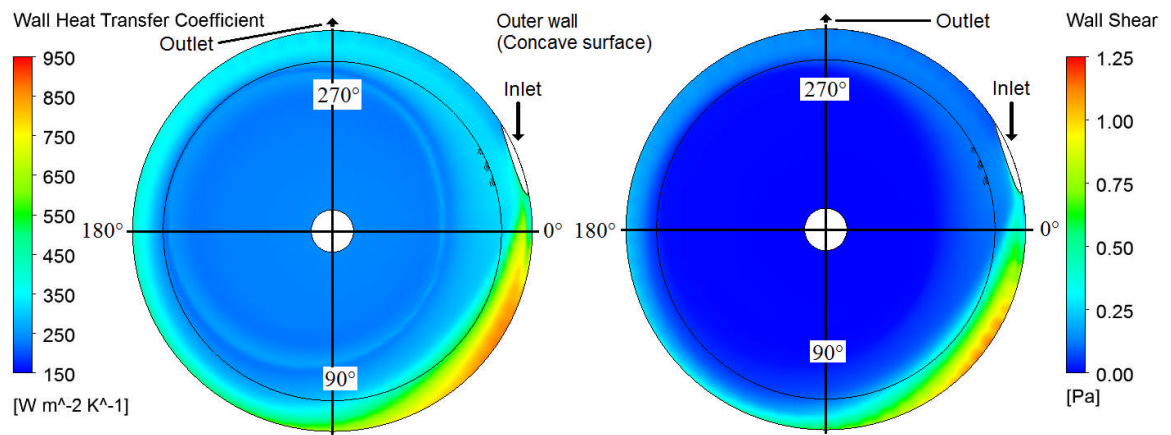 Wall Heat Transfer Coefficient
Outlet
Outer wall
(Concave surface)
Outlet
Wall Shear
950
850
750
650
550
450
350
250
150
[W m^-2 K^-1]
270°
Inlet
180°
0°
90°
270°
Inlet
180°
0°
90°
1.25
1.00
0.75
0.50
0.25
0.00
[Pa]